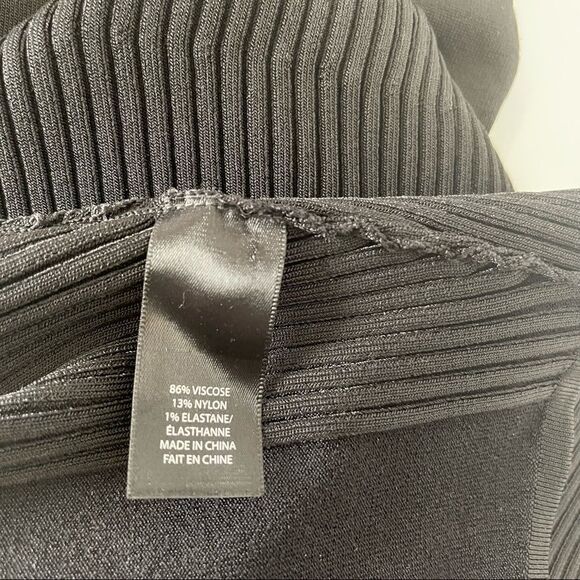 86% VISCOSE
13% NYLON
1% ELASTANE/
ÉLASTHANNE
MADE IN CHINA
FAIT EN CHINE